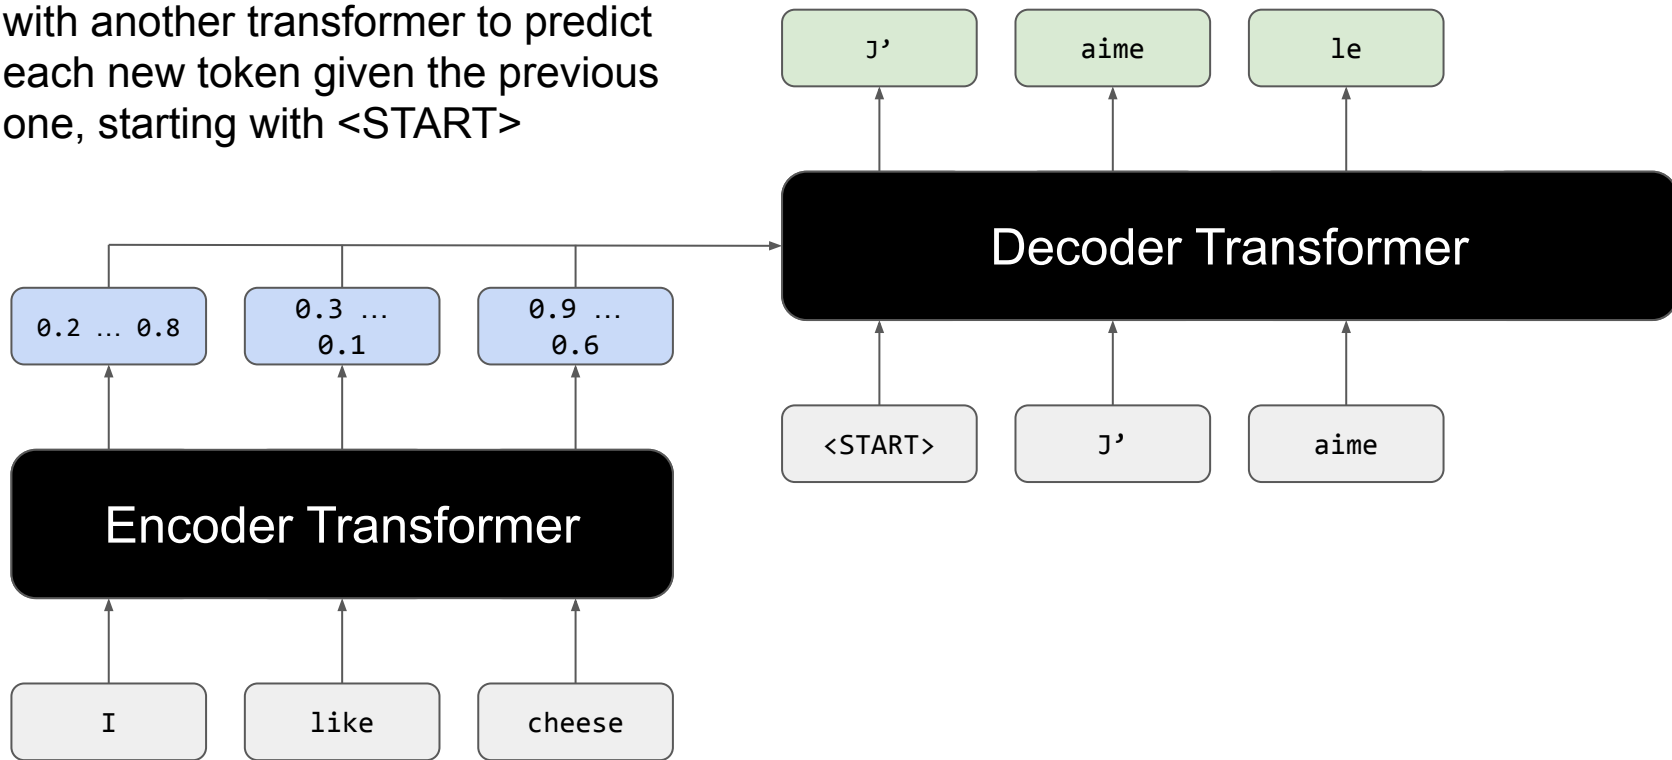 with another transformer to predict
each new token given the previous
one, starting with <START>
J’
aime
le
Decoder Transformer
0.2 … 0.8
0.3 …
0.1
0.9 …
0.6
<START>
J’
aime
Encoder Transformer
I
like
cheese